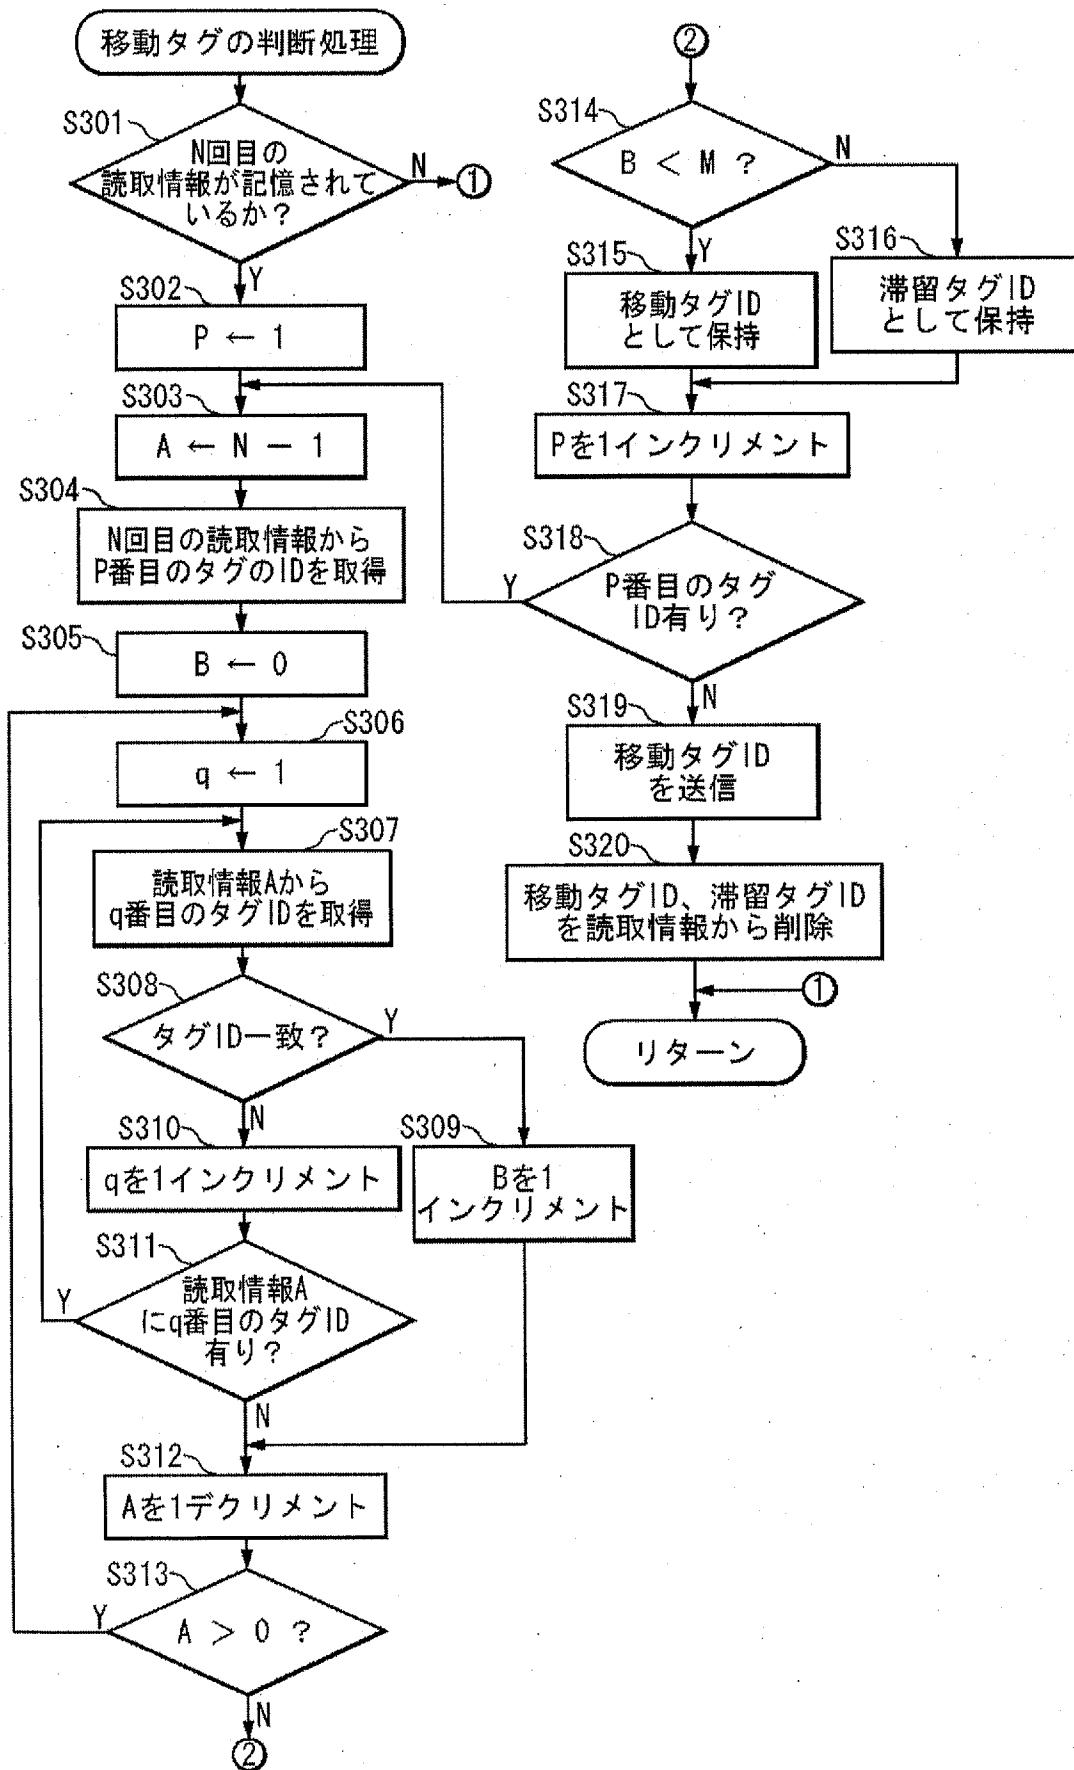 移動タグの判断処理
S301
N回目の
読取情報が記憶されて
いるか?
N
①
Y
S302
P ← 1
S303
A ← N − 1
S304
N回目の読取情報から
P番目のタグのIDを取得
S305
B ← 0
S306
q ← 1
S307
読取情報Aから
q番目のタグIDを取得
S308
タグID一致?
Y
N
S310
qを1インクリメント
S309
Bを1
インクリメント
S311
読取情報A
にq番目のタグID
有り?
Y
N
S312
Aを1デクリメント
S313
A > 0 ?
Y
N
②
②
S314
B < M ?
N
Y
S315
移動タグID
として保持
S316
滞留タグID
として保持
S317
Pを1インクリメント
S318
P番目のタグ
ID有り?
Y
N
S319
移動タグID
を送信
S320
移動タグID、滞留タグID
を読取情報から削除
①
リターン